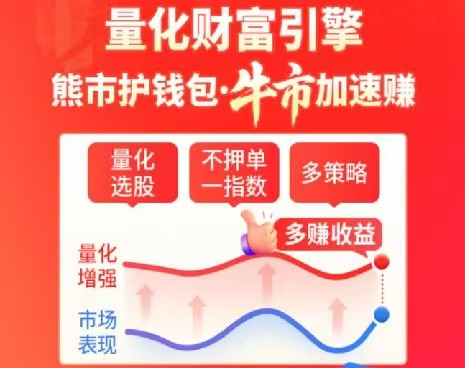 量化财富引擎
熊市护钱包·牛市加速赚
量化
选股
不押单
一指数
多策略
多赚收益
量化
增强
市场
表现